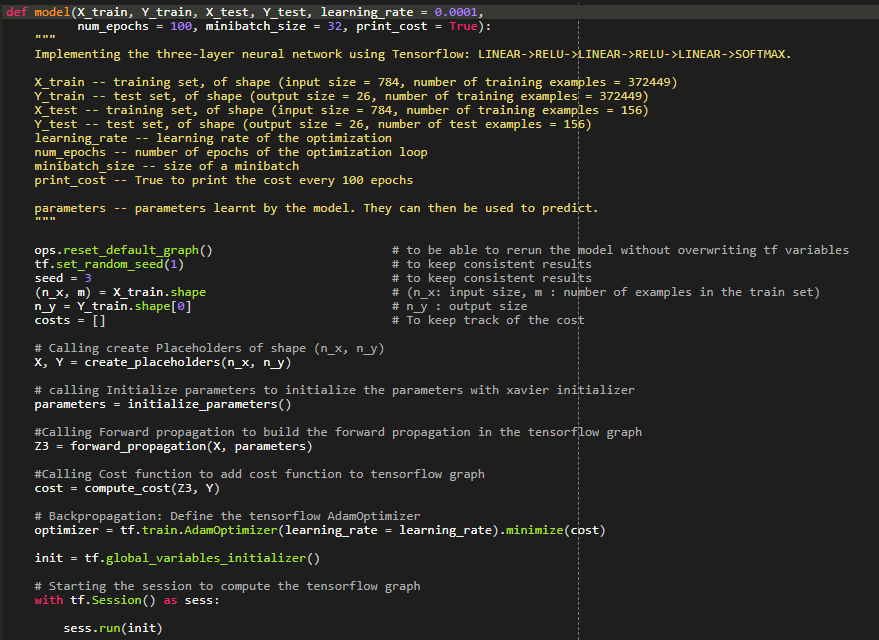 def model(X_train, Y_train, X_test, Y_test, learning_rate = 0.0001,
num_epochs = 100, minibatch_size = 32, print_cost = True):
"""
Implementing the three-layer neural network using Tensorflow: LINEAR->RELU->LINEAR->RELU->LINEAR->SOFTMAX.
X_train -- training set, of shape (input size = 784, number of training examples = 372449)
Y_train -- test set, of shape (output size = 26, number of training examples = 372449)
X_test -- training set, of shape (input size = 784, number of training examples = 156)
Y_test -- test set, of shape (output size = 26, number of test examples = 156)
learning_rate -- learning rate of the optimization
num_epochs -- number of epochs of the optimization loop
minibatch_size -- size of a minibatch
print_cost -- True to print the cost every 100 epochs
parameters -- parameters learnt by the model. They can then be used to predict.
"""
ops.reset_default_graph() # to be able to rerun the model without overwriting tf variables
tf.set_random_seed(1) # to keep consistent results
seed = 3 # to keep consistent results
(n_x, m) = X_train.shape # (n_x: input size, m : number of examples in the train set)
n_y = Y_train.shape[0] # n_y : output size
costs = [] # To keep track of the cost
# Calling create Placeholders of shape (n_x, n_y)
X, Y = create_placeholders(n_x, n_y)
# calling Initialize parameters to initialize the parameters with xavier initializer
parameters = initialize_parameters()
#Calling Forward propagation to build the forward propagation in the tensorflow graph
Z3 = forward_propagation(X, parameters)
#Calling Cost function to add cost function to tensorflow graph
cost = compute_cost(Z3, Y)
# Backpropagation: Define the tensorflow AdamOptimizer
optimizer = tf.train.AdamOptimizer(learning_rate = learning_rate).minimize(cost)
init = tf.global_variables_initializer()
# Starting the session to compute the tensorflow graph
with tf.Session() as sess:
sess.run(init)